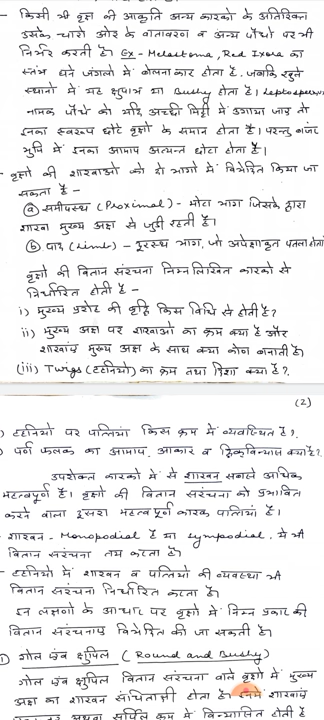 - किसी भी वृक्ष की आकृति अन्य कारको के अतिरिक्त
उसके चारो ओर के वातावरण व अन्य पौधों पर भी
निर्भर करती है। Ex - Melastoma, Red Ixora का
स्तंभ घने जंगलो में बेलनाकार होता है, जबकि खुले
स्थानो में यह क्षुपाभ या Bushy होता है। Leptospermum
नामक पौधे को यदि अच्छी मिट्टी में उगाया जाए तो
इनका स्वरूप छोटे वृक्षो के समान होता है। परन्तु बंजर
भूमि में इनका आमाप अत्यन्त छोटा होता है।
- वृक्षो की शाखाओं को दो भागो में विभेदित किया जा
सकता है -
(a) समीपस्थ (Proximal) - मोटा भाग जिसके द्वारा
शाखा मुख्य अक्ष से जुड़ी रहती है।
(b) पाद (Limb) - दूरस्थ भाग, जो अपेक्षाकृत पतला होता
वृक्षो की वितान संरचना निम्नलिखित कारको से
निर्धारित होती है -
i) मुख्य प्ररोह की वृद्धि किस विधि से होती है?
ii) मुख्य अक्ष पर शाखाओं का क्रम क्या है और
शाखाएं मुख्य अक्ष के साथ क्या कोण बनाती है।
(iii) Twigs (टहनियो) का क्रम तथा दिशा क्या है?
(2)
) टहनियो पर पत्तियां किस क्रम में व्यवस्थित है?
) पर्ण फलक का आमाप, आकार व दिक्विन्यास क्या है?
उपरोक्त कारको में से शाखन सबसे अधिक
महत्वपूर्ण है। वृक्षो की वितान संरचना को प्रभावित
करने वाला दूसरा महत्वपूर्ण कारक पत्तियां है।
- शाखन - Monopodial है या Sympodial, ये भी
वितान संरचना तय करता है।
- टहनियो में शाखन व पत्तियो की व्यवस्था भी
वितान संरचना निर्धारित करता है।
इन लक्षणो के आधार पर वृक्षो में निम्न प्रकार की
वितान संरचनाए विभेदित की जा सकती है।
1) गोल एंव क्षुपिल (Round and Bushy)
गोल एंव क्षुपिल वितान संरचना वाले वृक्षो में मुख्य
अक्ष का शाखन संधिताक्षी होता है। इनमे शाखाएं
अथवा सर्पिल क्रम में विन्यासित होती है